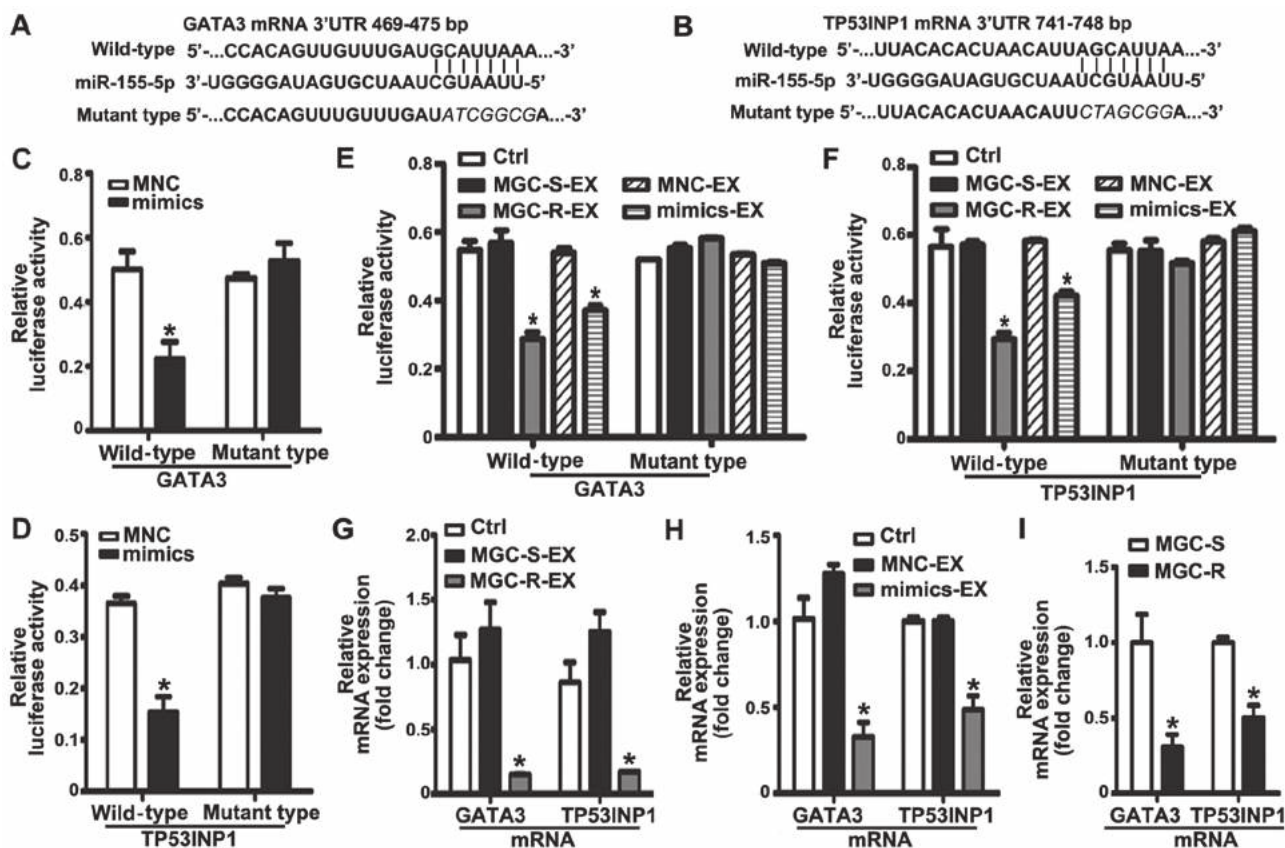 A
GATA3 mRNA 3'UTR 469-475 bp
Wild-type 5'-...CCACAGUUGUUUGAUGCAUUAAA...-3'
miR-155-5p 3'-UGGGGAUAGUGCUAAUCGUAAUU-5'
Mutant type 5'-...CCACAGUUGUUUGAUATCGGCGA...-3'
B
TP53INP1 mRNA 3'UTR 741-748 bp
Wild-type 5'-...UUACACACUAACAUUAGCAUUAA...-3'
miR-155-5p 3'-UGGGGAUAGUGCUAAUCGUAAUU-5'
Mutant type 5'-...UUACACACUAACAUUCTAGCGGA...-3'
C
MNC
mimics
Relative
luciferase activity
0.8
0.6
0.4
0.2
0
*
Wild-type Mutant type
GATA3
E
Ctrl
MGC-S-EX MNC-EX
MGC-R-EX mimics-EX
Relative
luciferase activity
0.8
0.6
0.4
0.2
0
* *
Wild-type Mutant type
GATA3
F
Ctrl
MGC-S-EX MNC-EX
MGC-R-EX mimics-EX
Relative
luciferase activity
0.8
0.6
0.4
0.2
0
* *
Wild-type Mutant type
TP53INP1
D
MNC
mimics
Relative
luciferase activity
0.5
0.4
0.3
0.2
0.1
0
*
Wild-type Mutant type
TP53INP1
G
Ctrl
MGC-S-EX
MGC-R-EX
Relative
mRNA expression
(fold change)
2.0
1.5
1.0
0.5
0
* *
GATA3 TP53INP1
mRNA
H
Ctrl
MNC-EX
mimics-EX
Relative
mRNA expression
(fold change)
1.5
1.0
0.5
0
* *
GATA3 TP53INP1
mRNA
I
MGC-S
MGC-R
Relative
mRNA expression
(fold change)
1.5
1.0
0.5
0
* *
GATA3 TP53INP1
mRNA